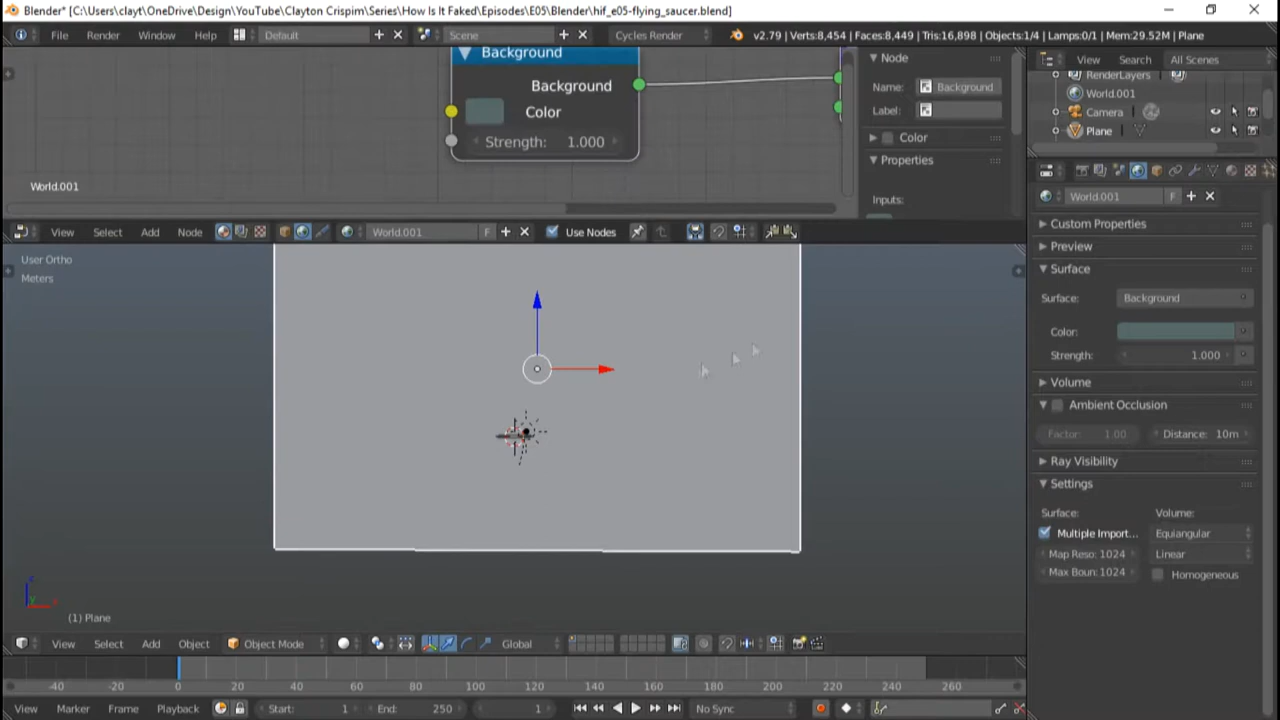 Blender* [C:\Users\clayt\OneDrive\Design\YouTube\Clayton Crispim\Series\How Is It Faked\Episodes\E05\Blender\hif_e05-flying_saucer.blend]
File Render Window Help Default Scene Cycles Render v2.79 | Verts:8,454 | Faces:8,449 | Tris:16,898 | Objects:1/4 | Lamps:0/1 | Mem:29.52M | Plane
Background
Background
Color
Strength: 1.000
World.001
Node
Name: Background
Label:
Color
Properties
Inputs:
View Search All Scenes
RenderLayers
World.001
Camera
Plane
View Select Add Node World.001 F Use Nodes
User Ortho
Meters
(1) Plane
World.001 F
Custom Properties
Preview
Surface
Surface: Background
Color:
Strength: 1.000
Volume
Ambient Occlusion
Factor: 1.00 Distance: 10m
Ray Visibility
Settings
Surface: Volume:
Multiple Import... Equiangular
Map Reso: 1024 Linear
Max Boun: 1024 Homogeneous
View Select Add Object Object Mode Global
-40 -20 0 20 40 60 80 100 120 140 160 180 200 220 240 260
View Marker Frame Playback Start: 1 End: 250 1 No Sync